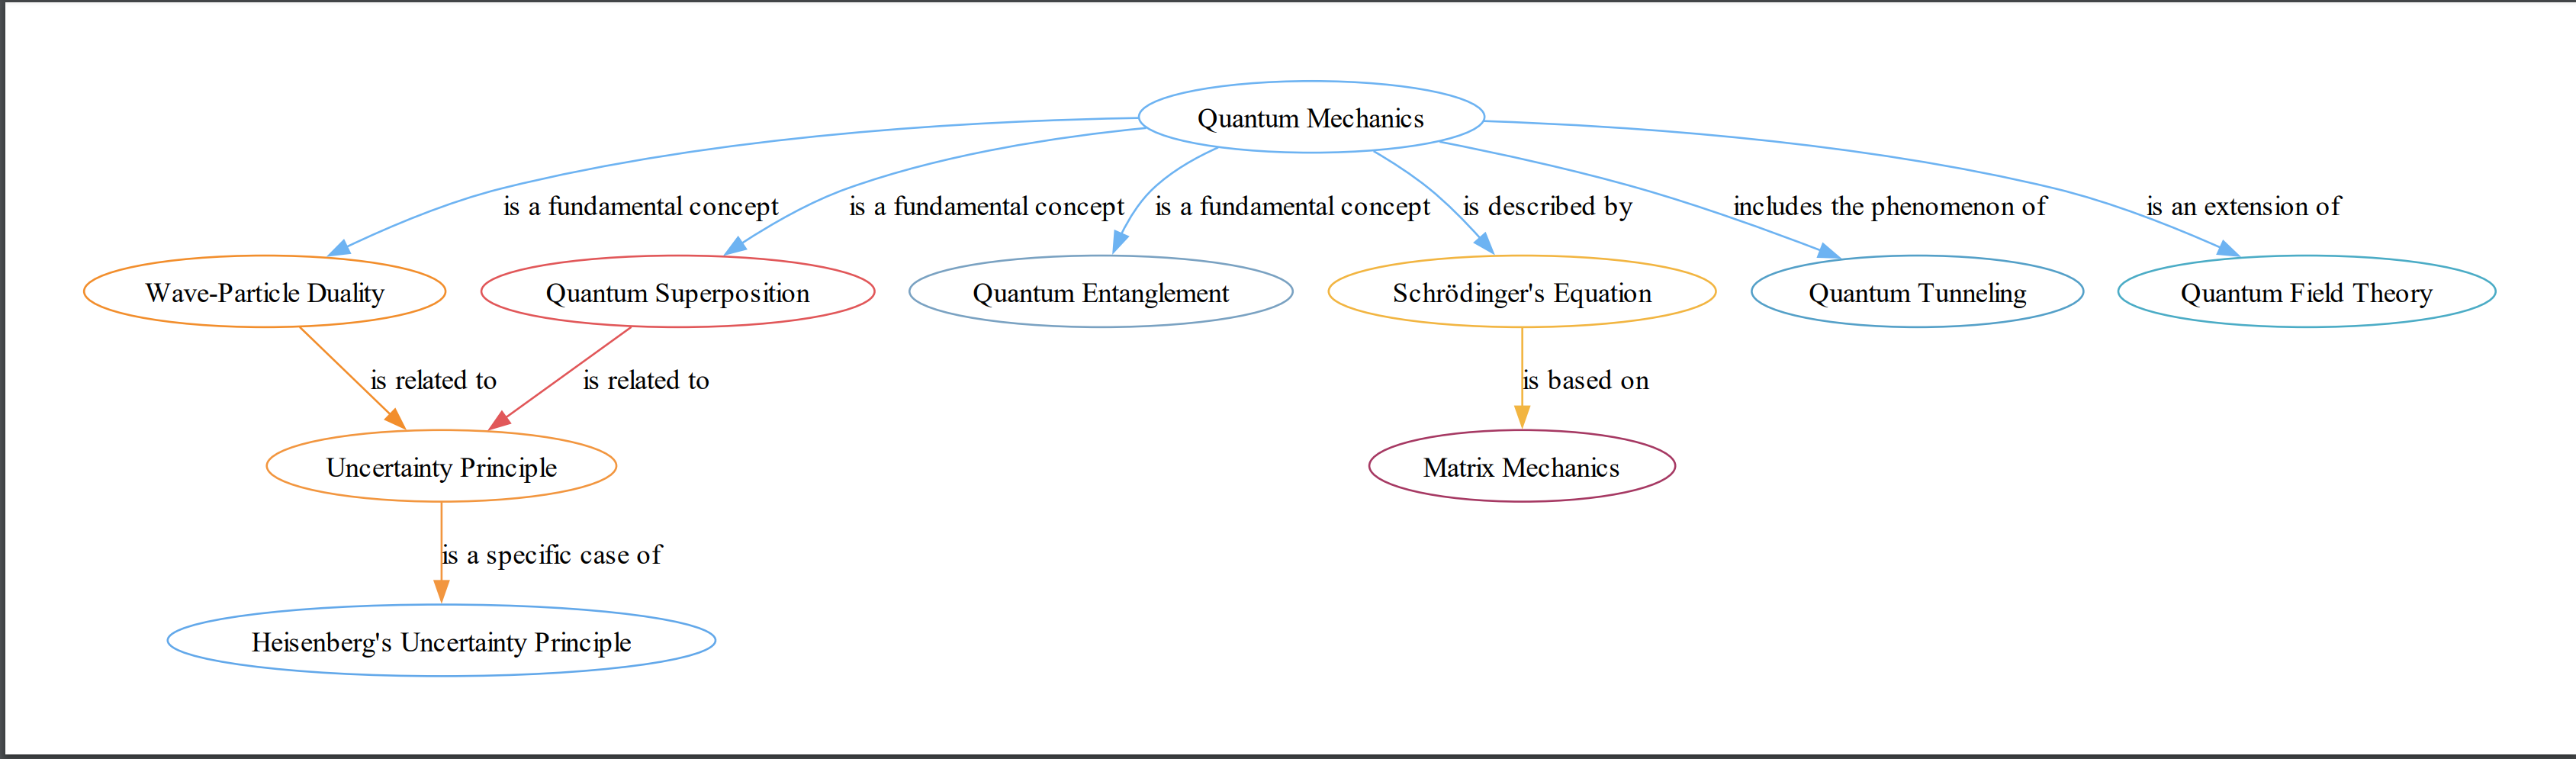 Quantum Mechanics
is a fundamental concept
is a fundamental concept
is a fundamental concept
is described by
includes the phenomenon of
is an extension of
Wave-Particle Duality
Quantum Superposition
Quantum Entanglement
Schrödinger's Equation
Quantum Tunneling
Quantum Field Theory
is related to
is related to
is based on
Uncertainty Principle
Matrix Mechanics
is a specific case of
Heisenberg's Uncertainty Principle